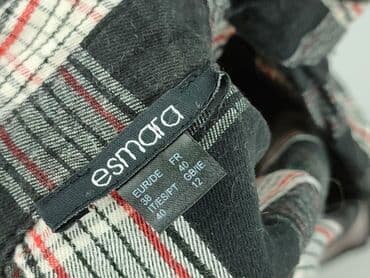 esmara
EUR/DE FR
38 40
IT/ES/PT GB/IE
40 12